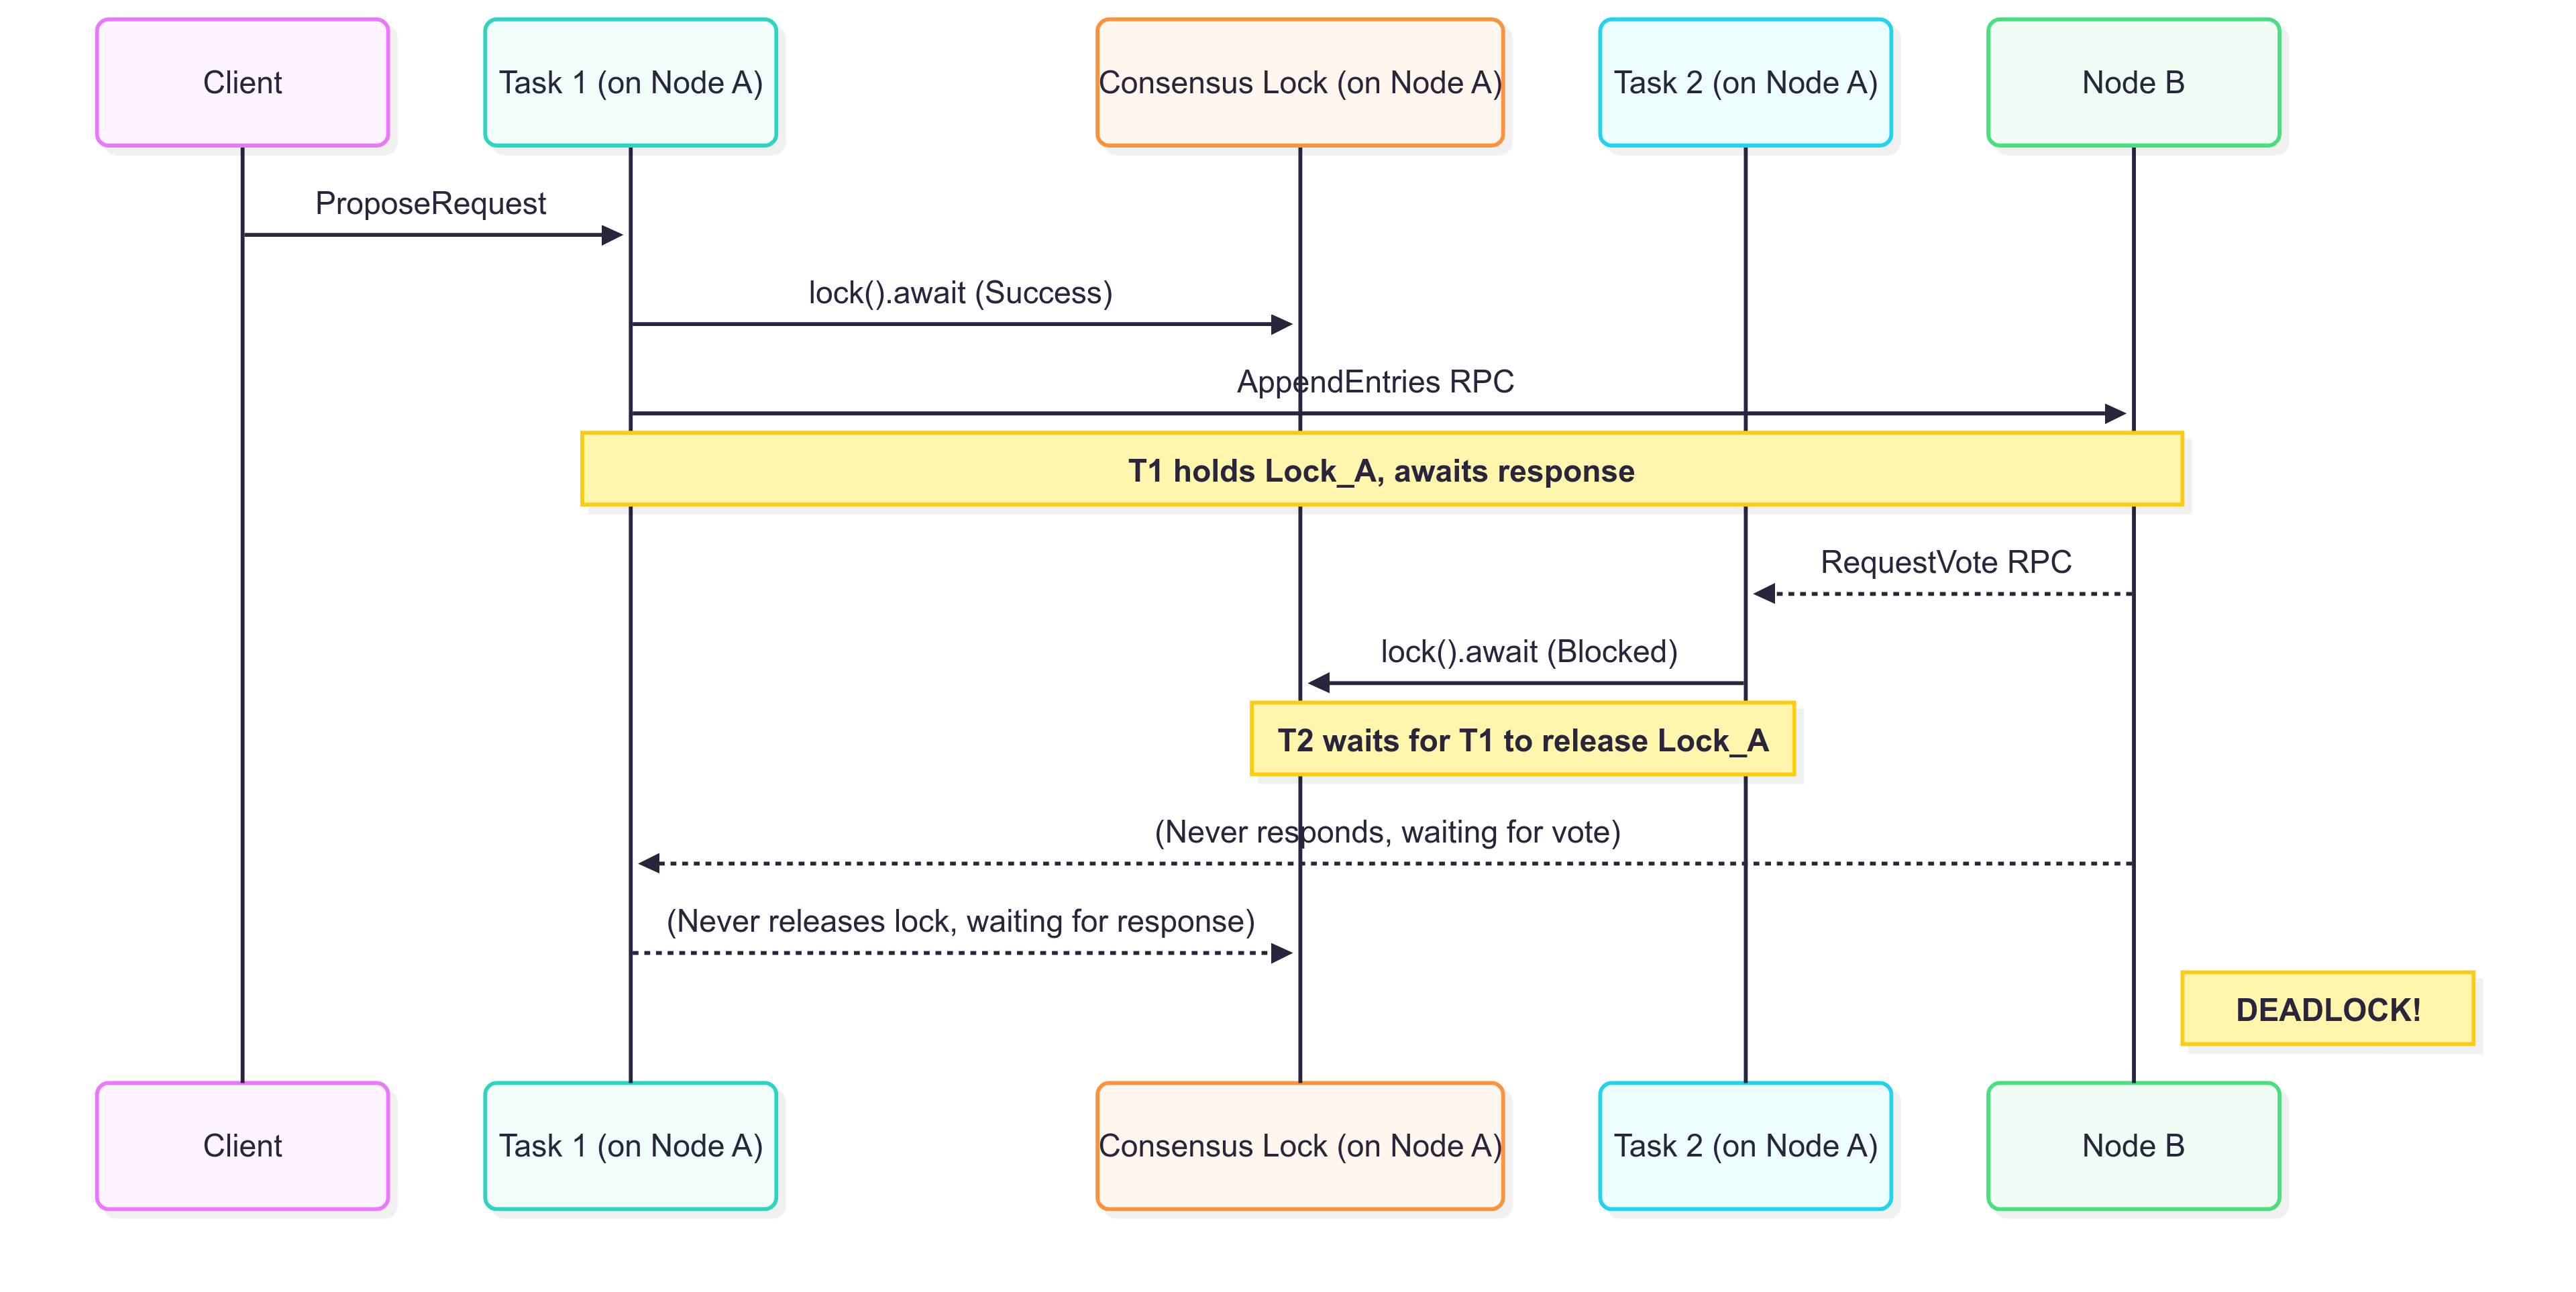 Client
Task 1 (on Node A)
Consensus Lock (on Node A)
Task 2 (on Node A)
Node B
ProposeRequest
lock().await (Success)
AppendEntries RPC
T1 holds Lock_A, awaits response
RequestVote RPC
lock().await (Blocked)
T2 waits for T1 to release Lock_A
(Never responds, waiting for vote)
(Never releases lock, waiting for response)
DEADLOCK!
Client
Task 1 (on Node A)
Consensus Lock (on Node A)
Task 2 (on Node A)
Node B